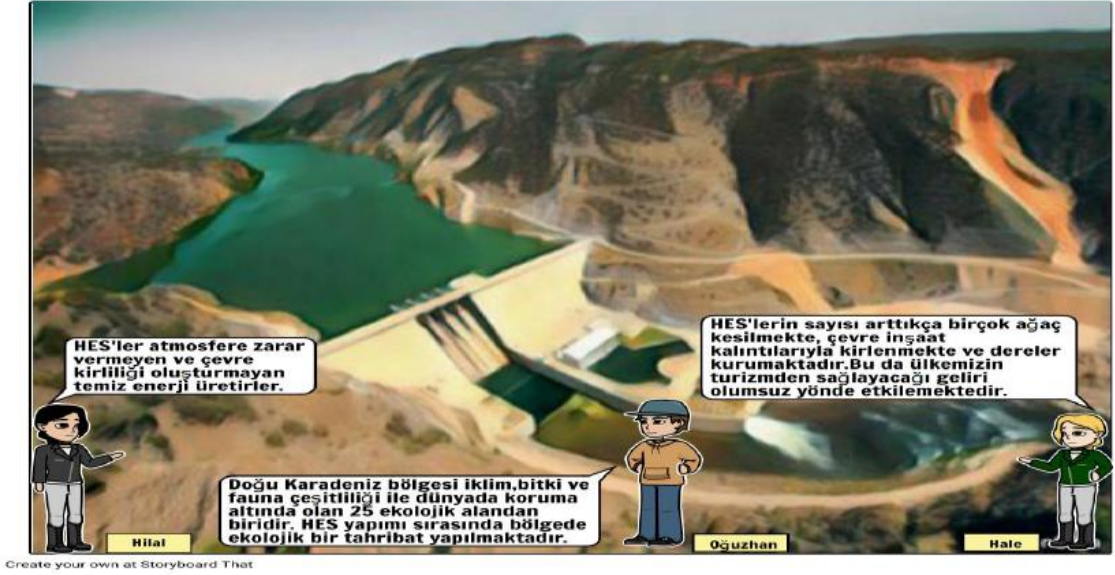 HES'ler atmosfere zarar
vermeyen ve çevre
kirliliği oluşturmayan
temiz enerji üretirler.
HES'lerin sayısı arttıkça birçok ağaç
kesilmekte, çevre inşaat
kalıntılarıyla kirlenmekte ve dereler
kurumaktadır.Bu da ülkemizin
turizmden sağlayacağı geliri
olumsuz yönde etkilemektedir.
Doğu Karadeniz bölgesi iklim,bitki ve
fauna çeşitliliği ile dünyada koruma
altında olan 25 ekolojik alandan
biridir. HES yapımı sırasında bölgede
ekolojik bir tahribat yapılmaktadır.
Hilal
Oğuzhan
Hale
Create your own at Storyboard That